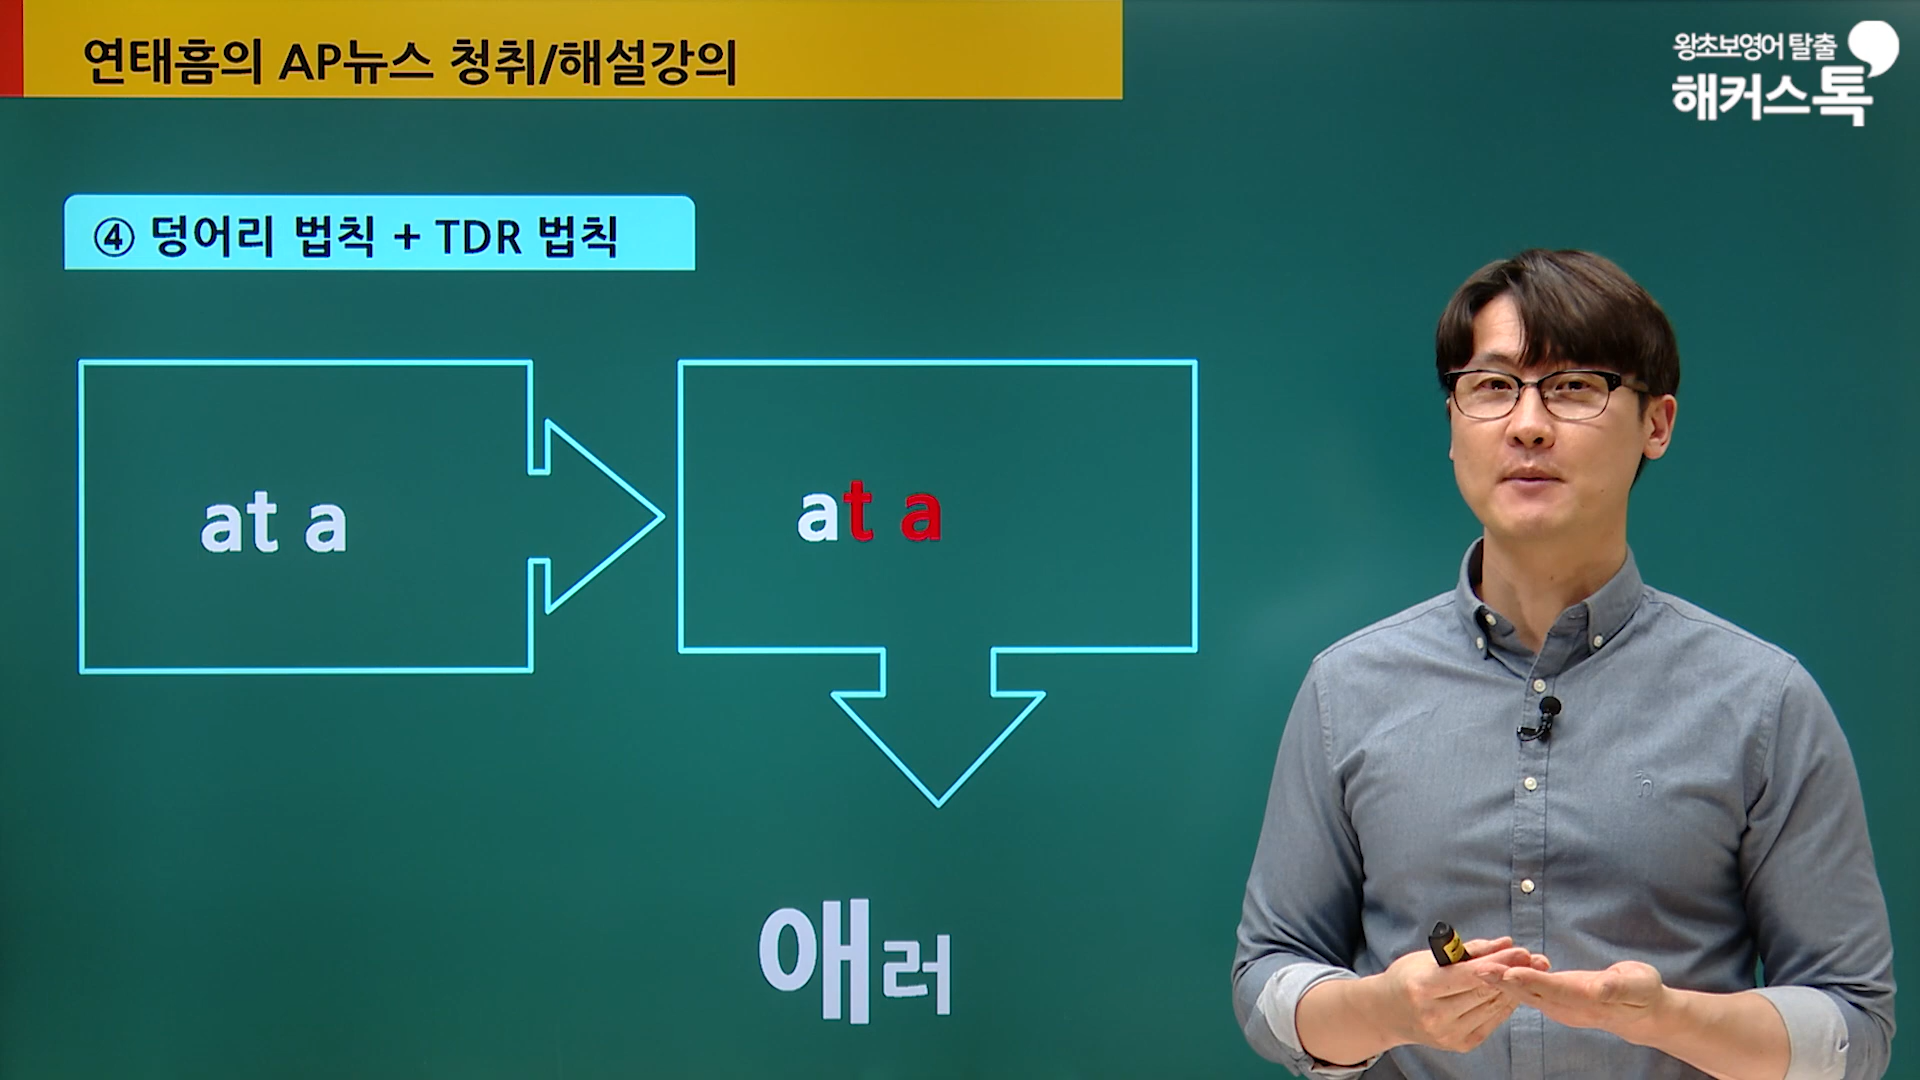 연태흠의 AP뉴스 청취/해설강의
왕초보영어 탈출
해커스톡
④ 덩어리 법칙 + TDR 법칙
at a
at a
애러